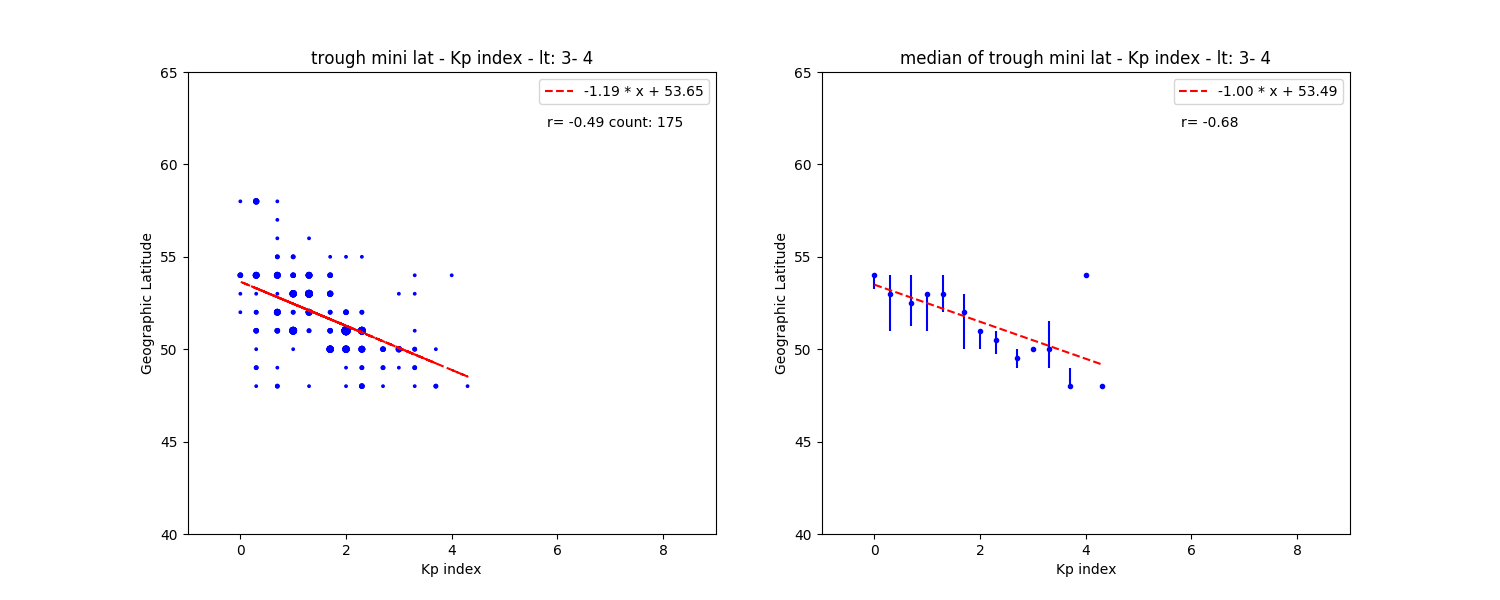 trough mini lat - Kp index - lt: 3- 4
65
60
55
50
45
40
Geographic Latitude
-1.19 * x + 53.65
r= -0.49 count: 175
0 2 4 6 8
Kp index
median of trough mini lat - Kp index - lt: 3- 4
65
60
55
50
45
40
Geographic Latitude
-1.00 * x + 53.49
r= -0.68
0 2 4 6 8
Kp index